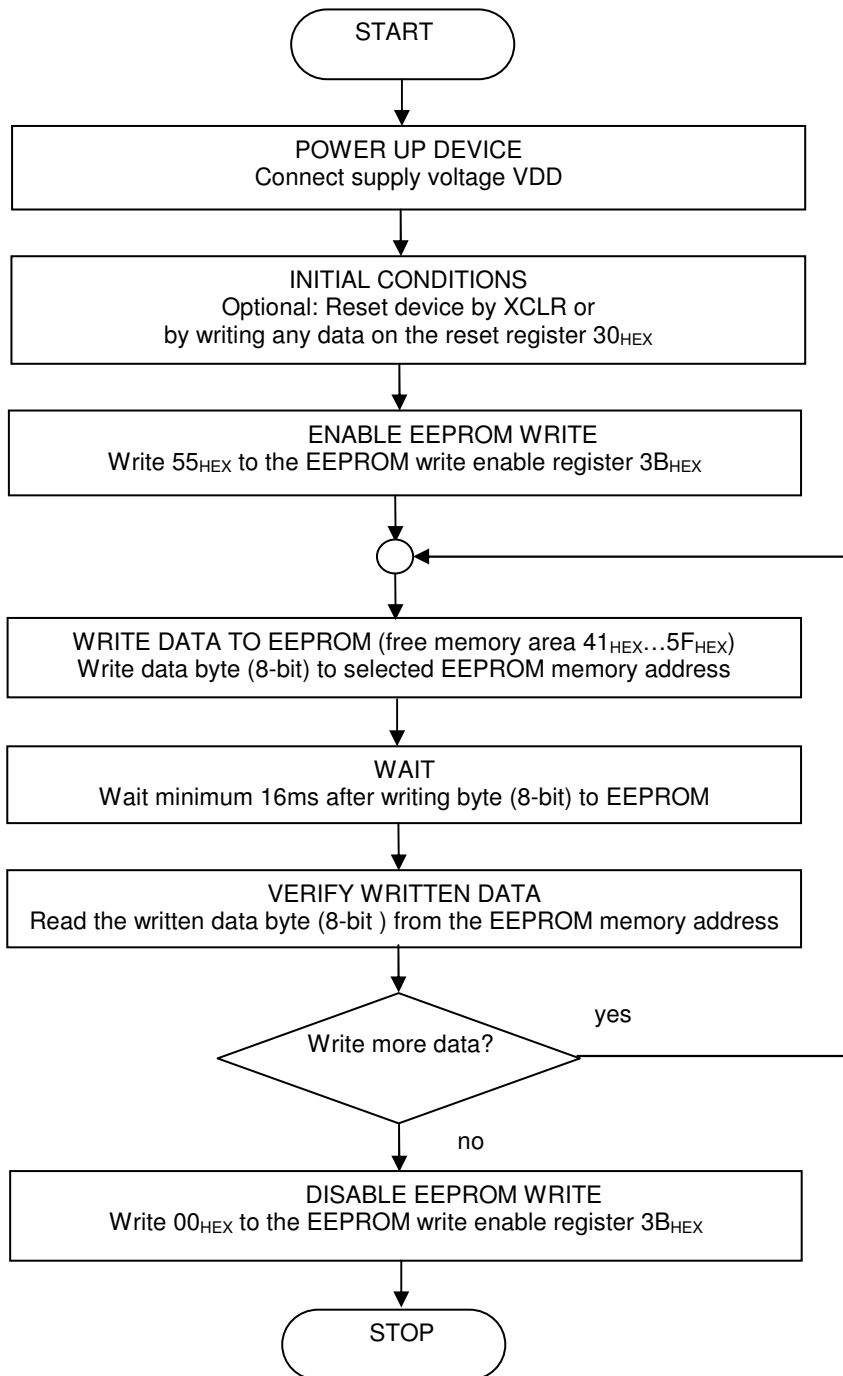 START
POWER UP DEVICE
Connect supply voltage VDD
INITIAL CONDITIONS
Optional: Reset device by XCLR or
by writing any data on the reset register 30HEX
ENABLE EEPROM WRITE
Write 55HEX to the EEPROM write enable register 3BHEX
WRITE DATA TO EEPROM (free memory area 41HEX…5FHEX)
Write data byte (8-bit) to selected EEPROM memory address
WAIT
Wait minimum 16ms after writing byte (8-bit) to EEPROM
VERIFY WRITTEN DATA
Read the written data byte (8-bit ) from the EEPROM memory address
yes
Write more data?
no
DISABLE EEPROM WRITE
Write 00HEX to the EEPROM write enable register 3BHEX
STOP